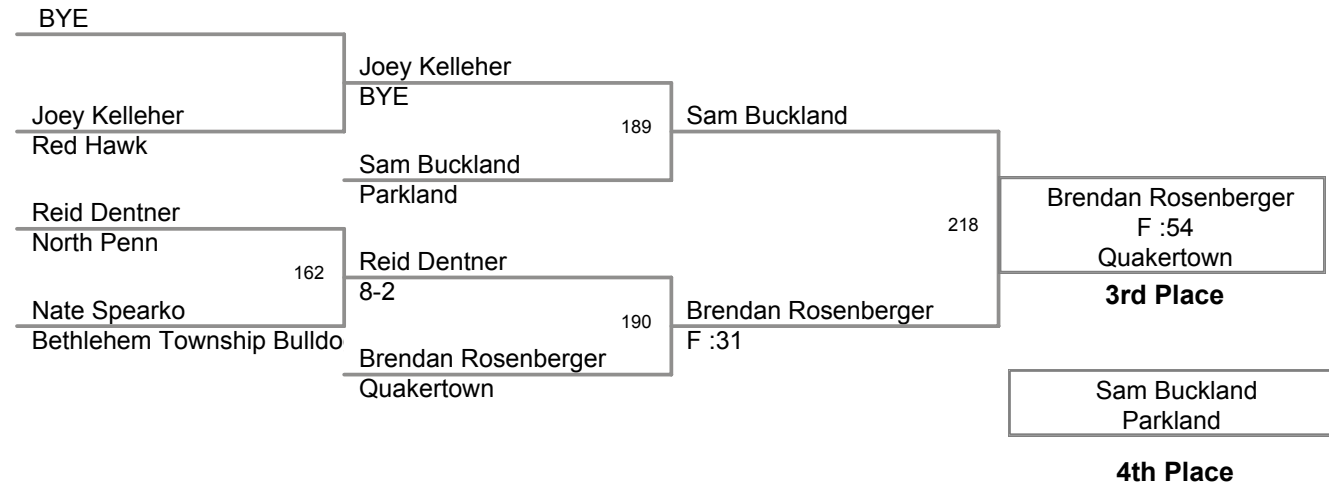 BYE
Joey Kelleher
BYE
Joey Kelleher
Red Hawk
189
Sam Buckland
Sam Buckland
Parkland
Reid Dentner
North Penn
162
Reid Dentner
8-2
Nate Spearko
Bethlehem Township Bulldo
190
Brendan Rosenberger
F :31
Brendan Rosenberger
Quakertown
218
Brendan Rosenberger
F :54
Quakertown
3rd Place
Sam Buckland
Parkland
4th Place